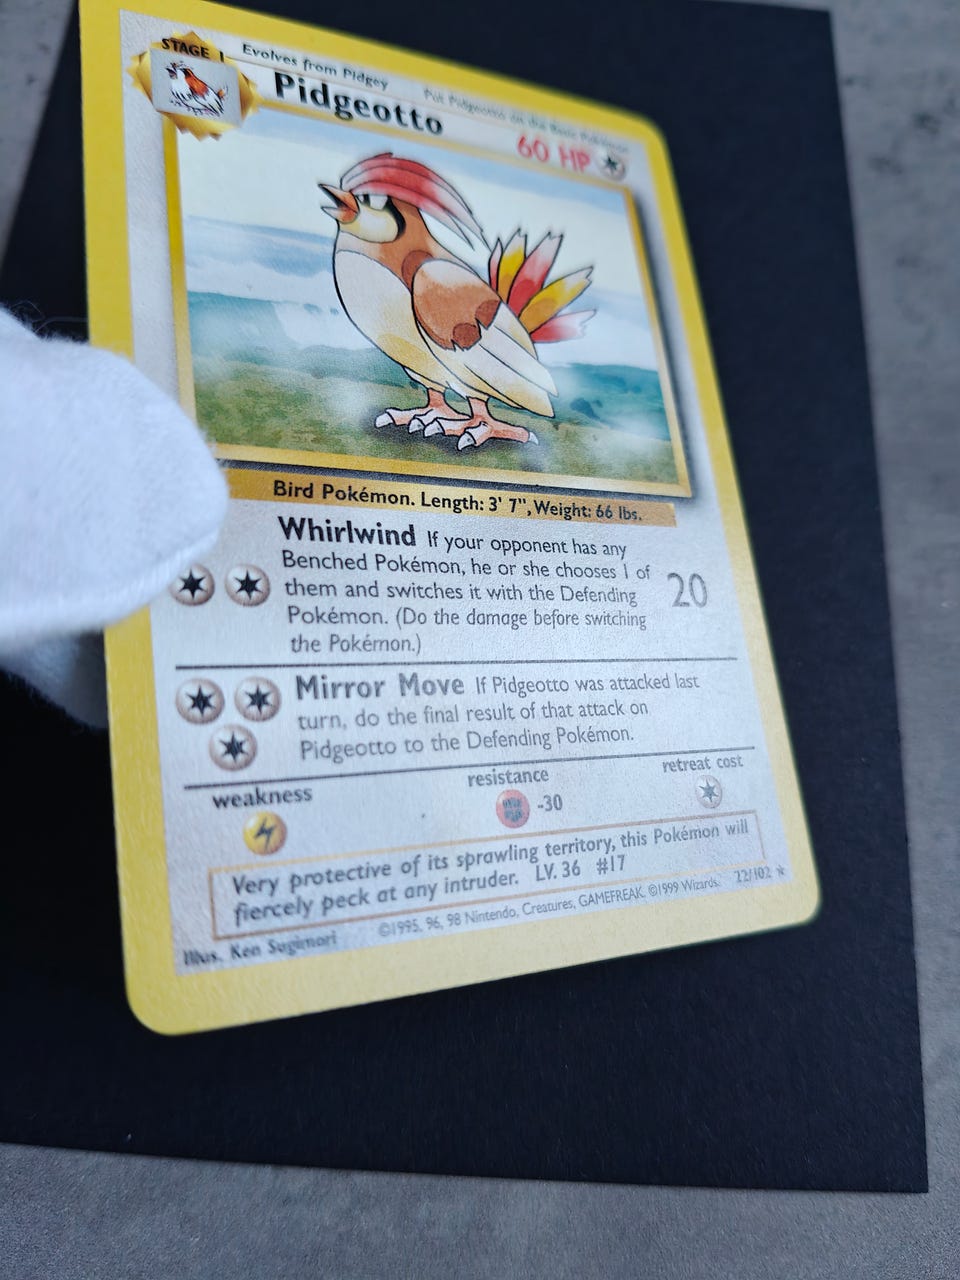 STAGE 1
Evolves from Pidgey
Put Pidgeotto on the Basic Pokémon
Pidgeotto
60 HP
Bird Pokémon. Length: 3' 7", Weight: 66 lbs.
Whirlwind If your opponent has any
Benched Pokémon, he or she chooses 1 of
them and switches it with the Defending
Pokémon. (Do the damage before switching
the Pokémon.)
20
Mirror Move If Pidgeotto was attacked last
turn, do the final result of that attack on
Pidgeotto to the Defending Pokémon.
weakness
resistance
retreat cost
-30
Very protective of its sprawling territory, this Pokémon will
fiercely peck at any intruder. LV. 36 #17
Illus. Ken Sugimori
©1995, 96, 98 Nintendo, Creatures, GAMEFREAK. ©1999 Wizards.
22/102 ★